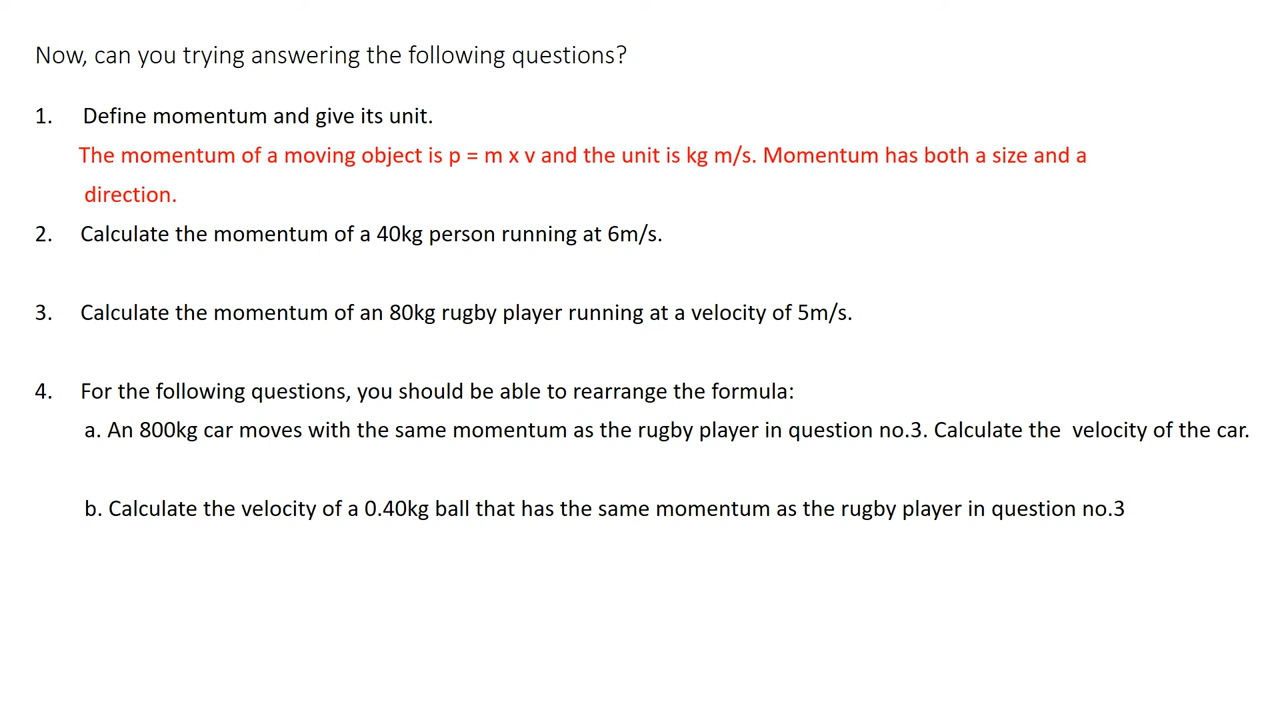 Now, can you trying answering the following questions?
1. Define momentum and give its unit.
The momentum of a moving object is p = m x v and the unit is kg m/s. Momentum has both a size and a
direction.
2. Calculate the momentum of a 40kg person running at 6m/s.
3. Calculate the momentum of an 80kg rugby player running at a velocity of 5m/s.
4. For the following questions, you should be able to rearrange the formula:
a. An 800kg car moves with the same momentum as the rugby player in question no.3. Calculate the velocity of the car.
b. Calculate the velocity of a 0.40kg ball that has the same momentum as the rugby player in question no.3